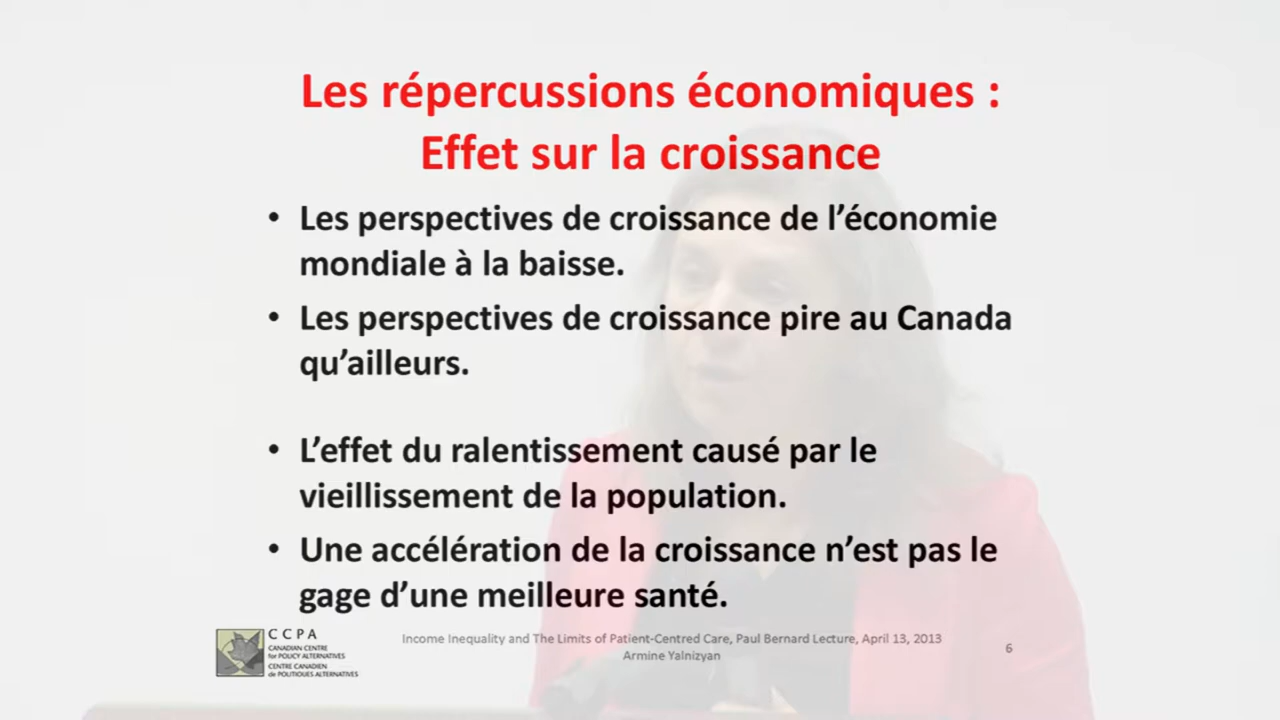 Les répercussions économiques :
Effet sur la croissance
• Les perspectives de croissance de l’économie
mondiale à la baisse.
• Les perspectives de croissance pire au Canada
qu’ailleurs.
• L’effet du ralentissement causé par le
vieillissement de la population.
• Une accélération de la croissance n’est pas le
gage d’une meilleure santé.
CCPA
CANADIAN CENTRE
for POLICY ALTERNATIVES
CENTRE CANADIEN
de POLITIQUES ALTERNATIVES
Income Inequality and The Limits of Patient-Centred Care, Paul Bernard Lecture, April 13, 2013
Armine Yalnizyan
6